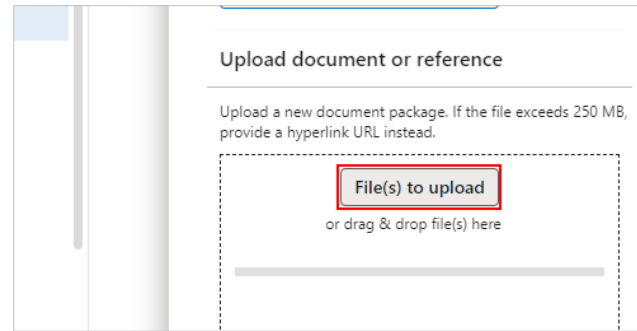 Upload document or reference
Upload a new document package. If the file exceeds 250 MB,
provide a hyperlink URL instead.
File(s) to upload
or drag & drop file(s) here